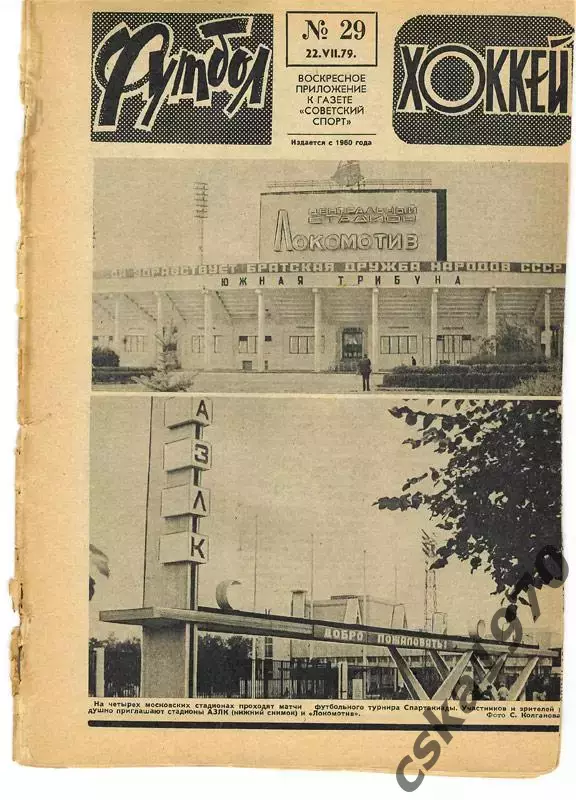 Футбол
№ 29
22.VII.79.
ВОСКРЕСНОЕ
ПРИЛОЖЕНИЕ
К ГАЗЕТЕ
«СОВЕТСКИЙ
СПОРТ»
Издается с 1960 года
ХОККЕЙ
ЦЕНТРАЛЬНЫЙ
СТАДИОН
ЛОКОМОТИВ
ЗДРАВСТВУЕТ БРАТСКАЯ ДРУЖБА НАРОДОВ СССР
ЮЖНАЯ ТРИБУНА
А
З
Л
К
ДОБРО ПОЖАЛОВАТЬ!
На четырех московских стадионах проходят матчи футбольного турнира Спартакиады. Участников и зрителей р
душно приглашают стадионы АЗЛК (нижний снимок) и «Локомотив».
Фото С. Колганова
cska1970